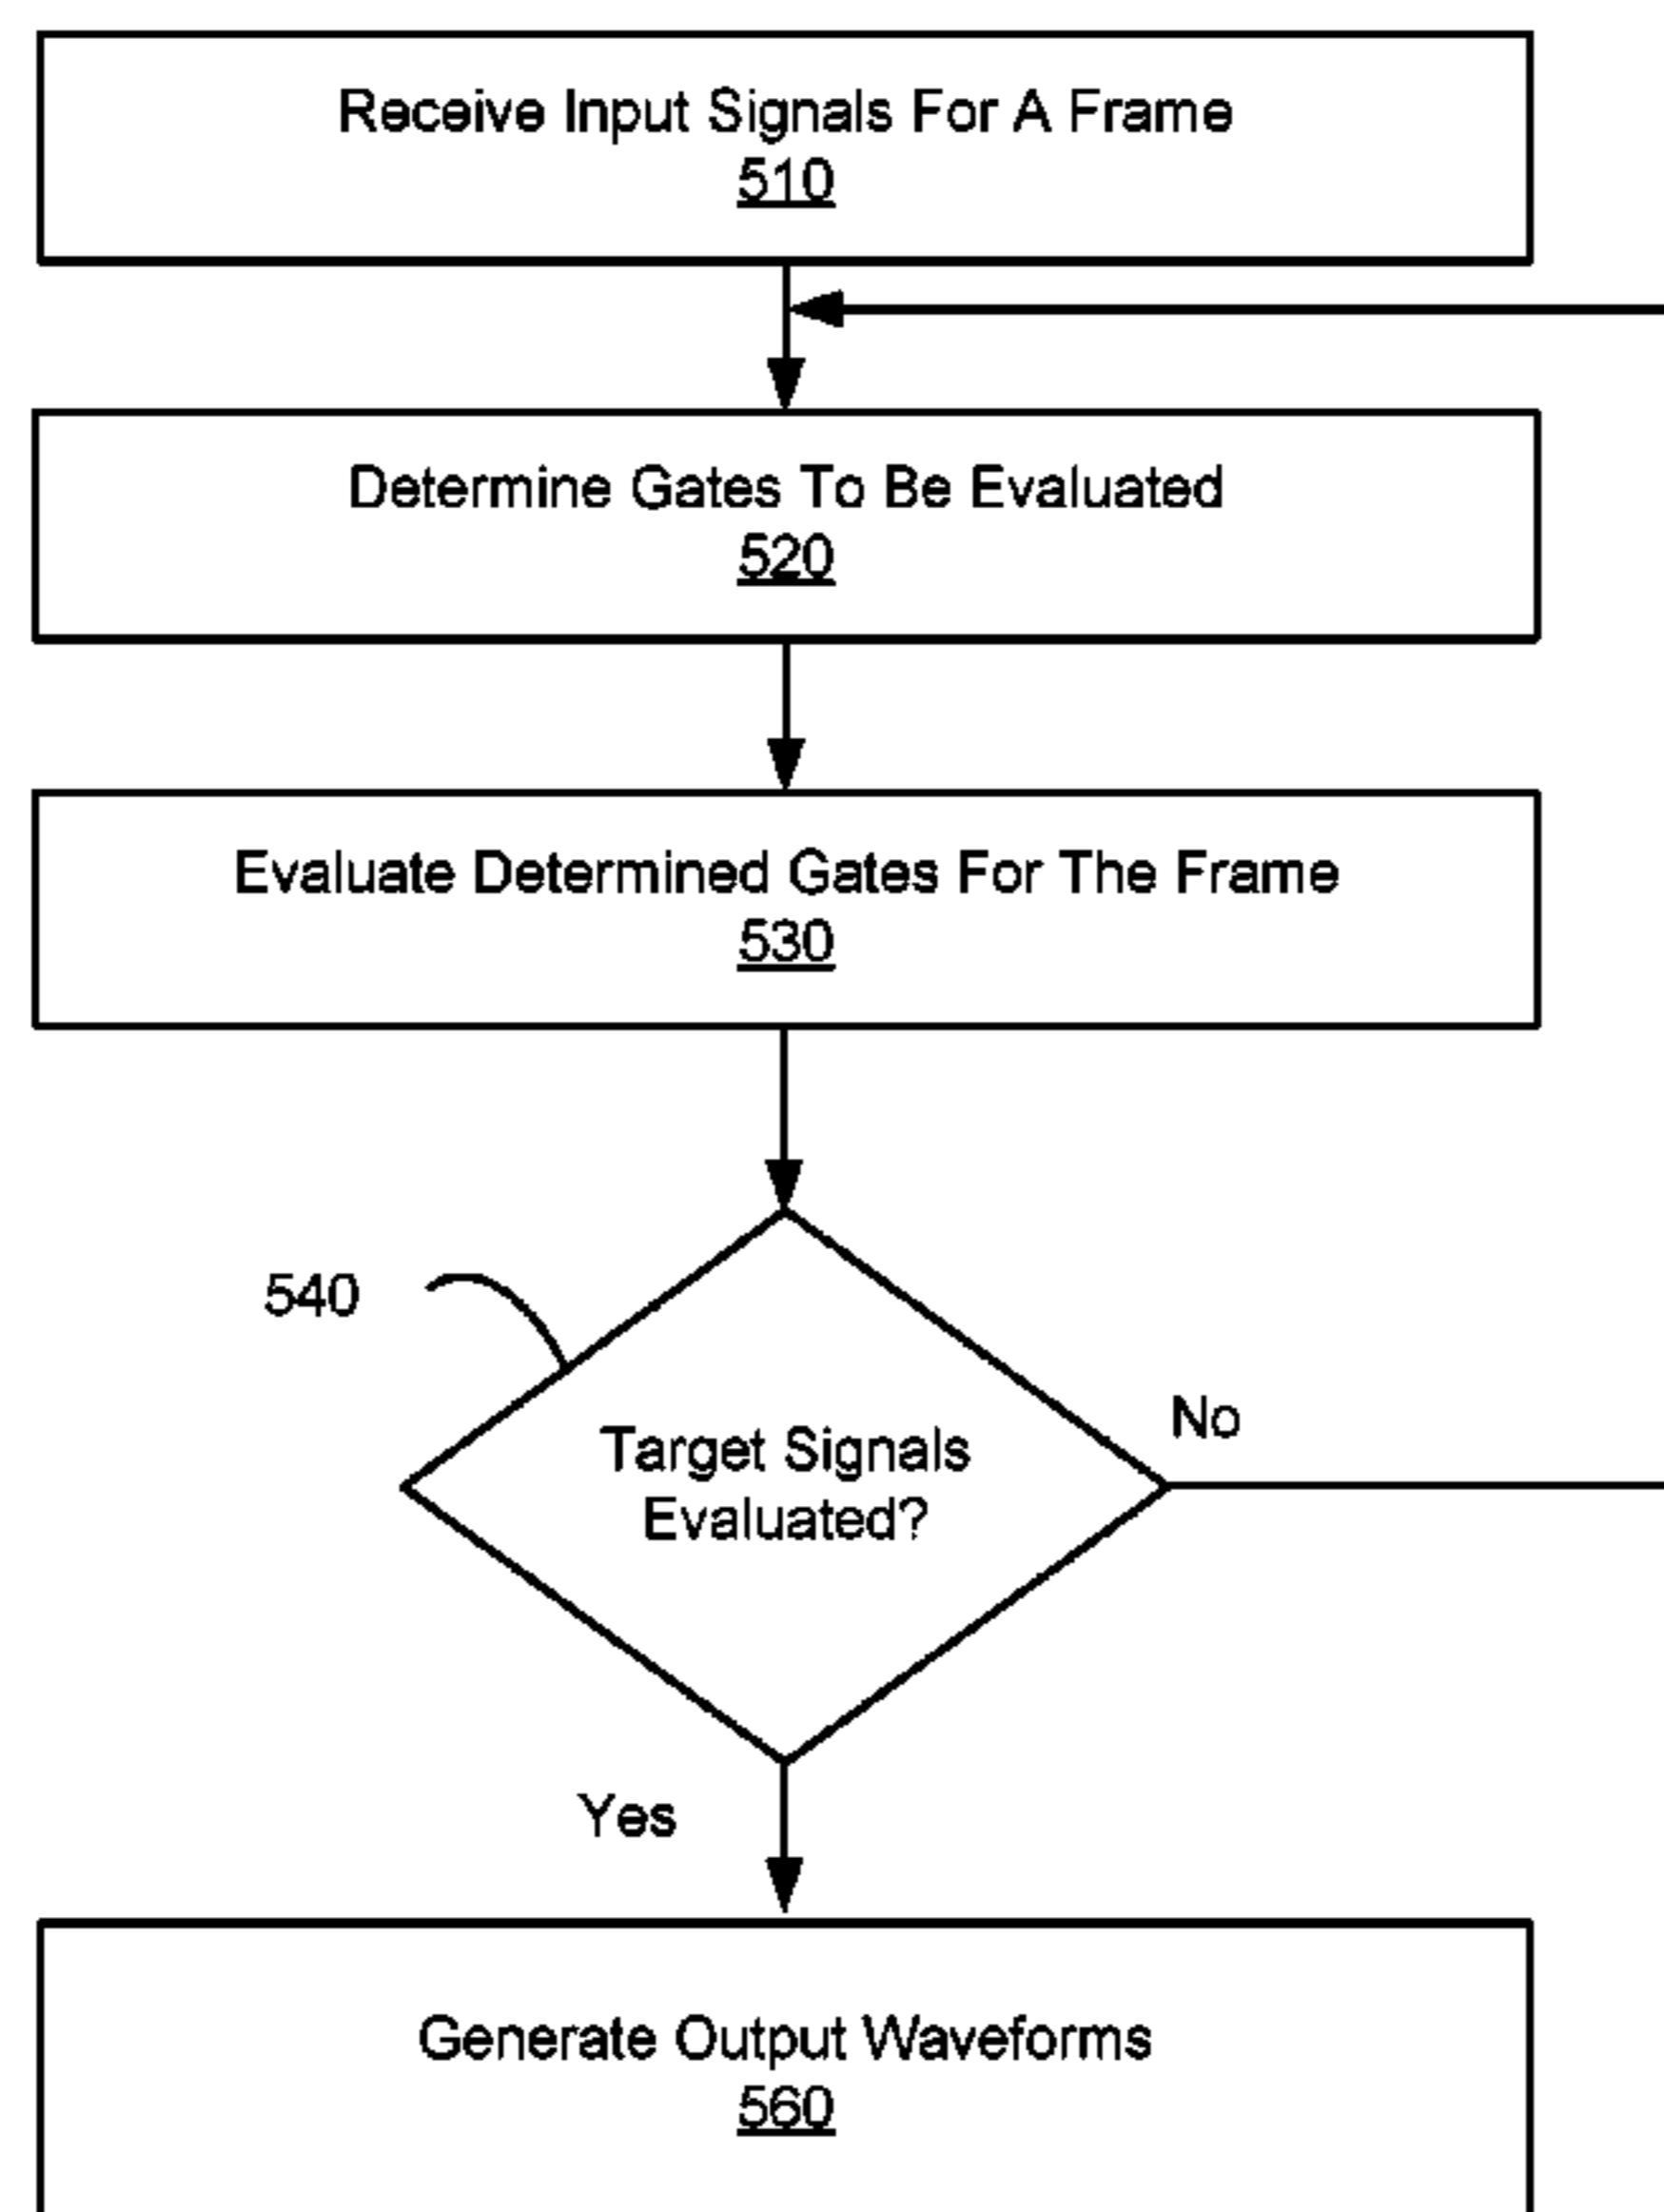 Receive Input Signals For A Frame
510
Determine Gates To Be Evaluated
520
Evaluate Determined Gates For The Frame
530
540
Target Signals
Evaluated?
No
Yes
Generate Output Waveforms
560